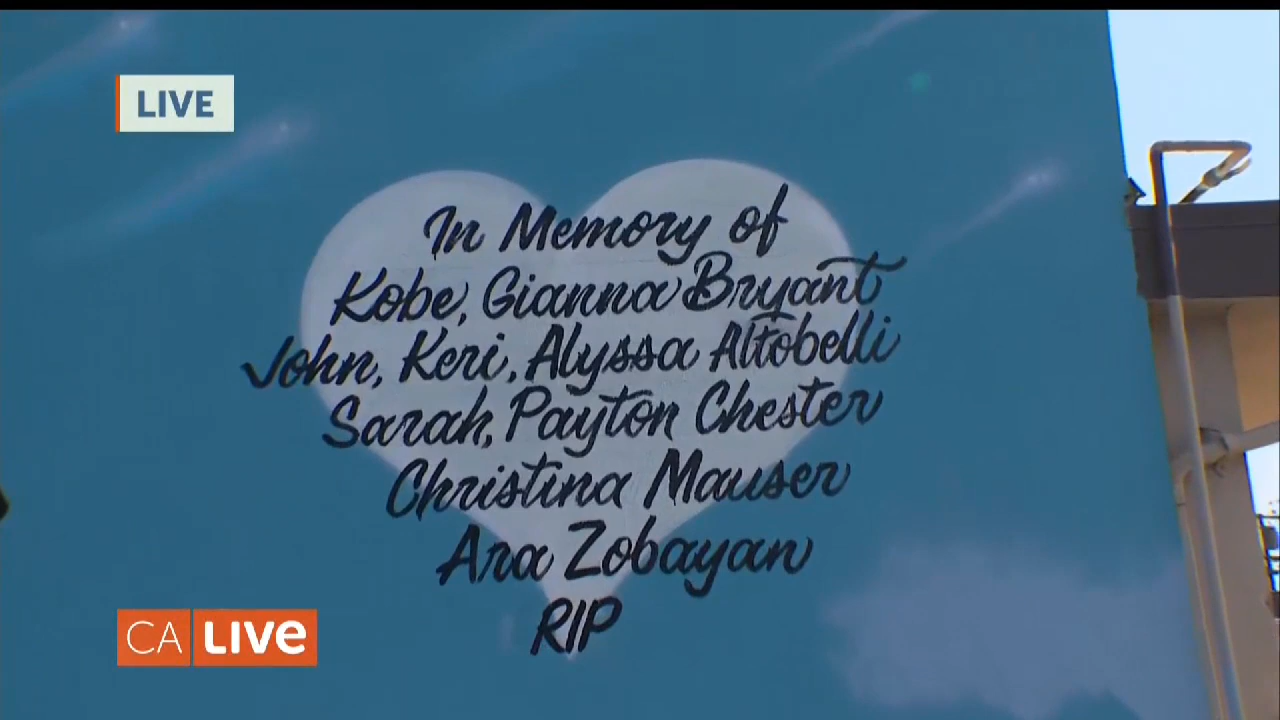 LIVE
In Memory of
Kobe, Gianna Bryant
John, Keri, Alyssa Altobelli
Sarah, Payton Chester
Christina Mauser
Ara Zobayan
RIP
CA LIVE